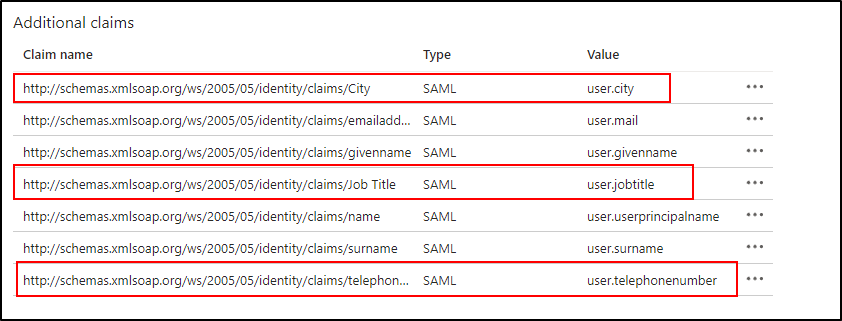 Additional claims
Claim name Type Value
http://schemas.xmlsoap.org/ws/2005/05/identity/claims/City SAML user.city
http://schemas.xmlsoap.org/ws/2005/05/identity/claims/emailadd... SAML user.mail
http://schemas.xmlsoap.org/ws/2005/05/identity/claims/givenname SAML user.givenname
http://schemas.xmlsoap.org/ws/2005/05/identity/claims/Job Title SAML user.jobtitle
http://schemas.xmlsoap.org/ws/2005/05/identity/claims/name SAML user.userprincipalname
http://schemas.xmlsoap.org/ws/2005/05/identity/claims/surname SAML user.surname
http://schemas.xmlsoap.org/ws/2005/05/identity/claims/telephon... SAML user.telephonenumber